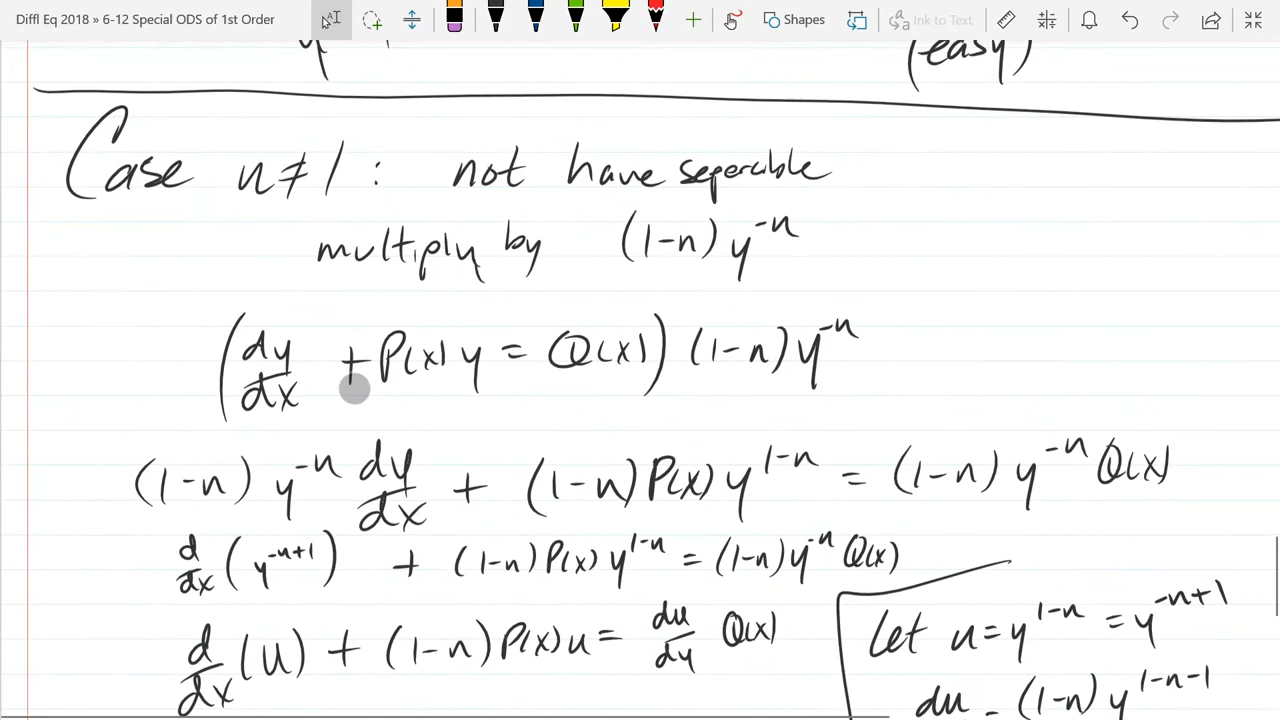 Diffl Eq 2018 » 6-12 Special ODS of 1st Order
Shapes
Ink to Text
y
(easy)
Case n≠1 : not have seperable
multiply by (1-n) y^{-n}
(dy/dx + P(x) y = Q(x)) (1-n) y^{-n}
(1-n) y^{-n} dy/dx + (1-n) P(x) y^{1-n} = (1-n) y^{-n} Q(x)
d/dx (y^{-n+1}) + (1-n) P(x) y^{1-n} = (1-n) y^{-n} Q(x)
d/dx (u) + (1-n) P(x) u = du/dy Q(x)
Let u = y^{1-n} = y^{-n+1}
du = (1-n) y^{1-n-1}